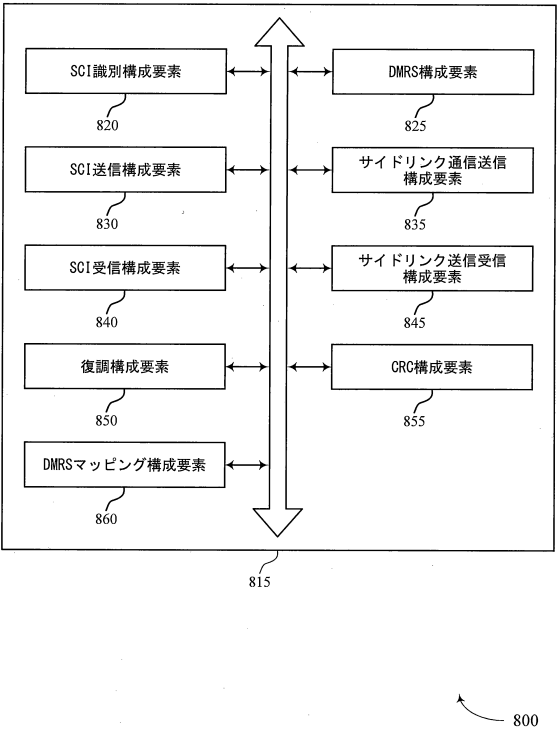 SCI識別構成要素
820
DMRS構成要素
825
SCI送信構成要素
830
サイドリンク通信送信
構成要素
835
SCI受信構成要素
840
サイドリンク送信受信
構成要素
845
復調構成要素
850
CRC構成要素
855
DMRSマッピング構成要素
860
815
800